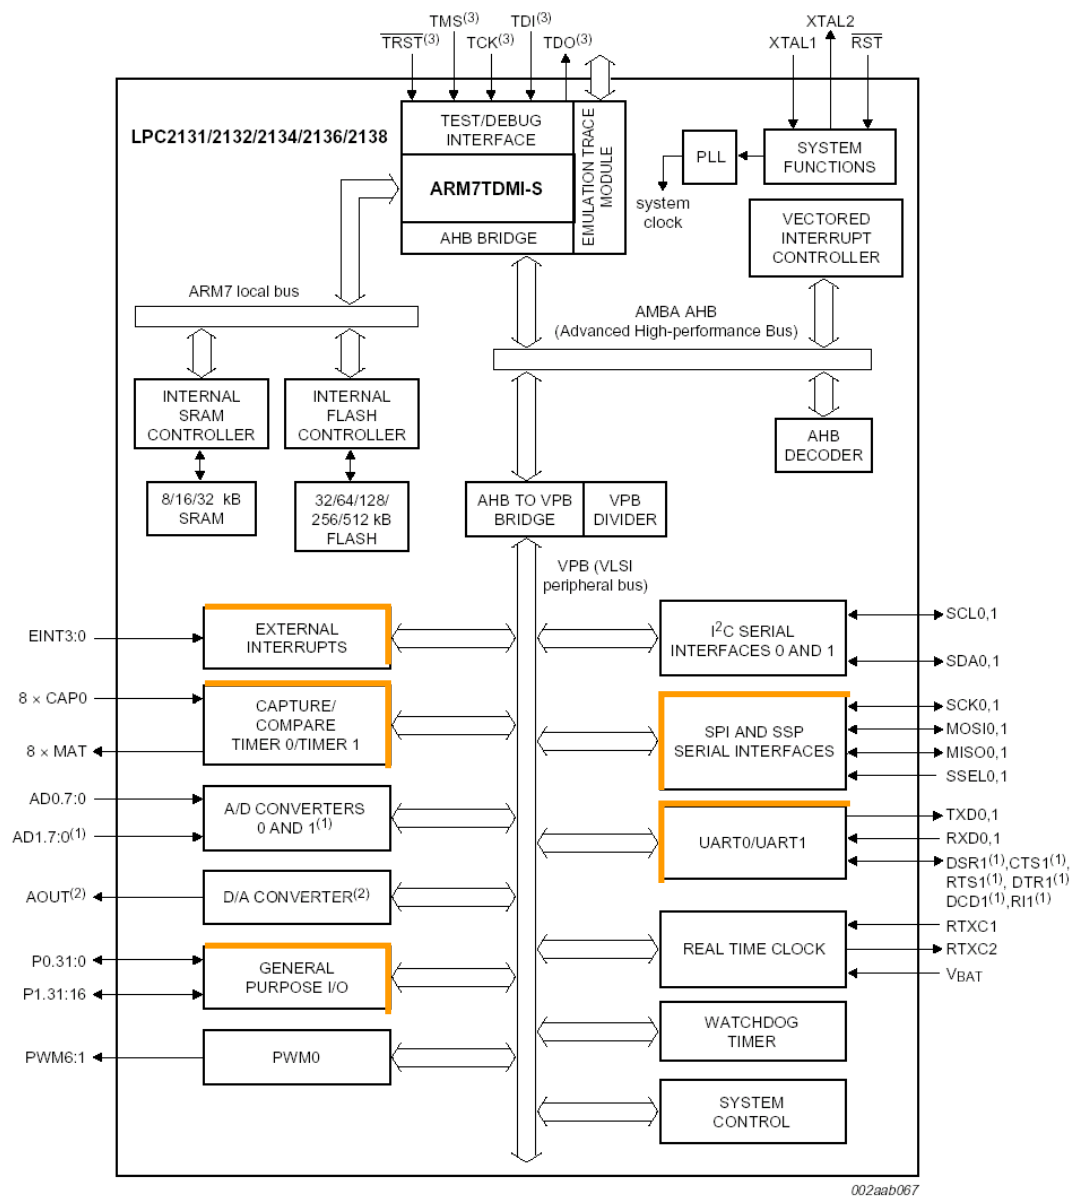 TMS(3)
TDI(3)
TRST(3)
TCK(3)
TDO(3)
XTAL2
XTAL1
RST
LPC2131/2132/2134/2136/2138
TEST/DEBUG
INTERFACE
ARM7TDMI-S
AHB BRIDGE
EMULATION TRACE
MODULE
PLL
SYSTEM
FUNCTIONS
system
clock
VECTORED
INTERRUPT
CONTROLLER
ARM7 local bus
AMBA AHB
(Advanced High-performance Bus)
INTERNAL
SRAM
CONTROLLER
INTERNAL
FLASH
CONTROLLER
AHB
DECODER
8/16/32 kB
SRAM
32/64/128/
256/512 kB
FLASH
AHB TO VPB
BRIDGE
VPB
DIVIDER
VPB (VLSI
peripheral bus)
EINT3:0
EXTERNAL
INTERRUPTS
8 × CAP0
8 × MAT
CAPTURE/
COMPARE
TIMER 0/TIMER 1
AD0.7:0
AD1.7:0(1)
A/D CONVERTERS
0 AND 1(1)
AOUT(2)
D/A CONVERTER(2)
P0.31:0
P1.31:16
GENERAL
PURPOSE I/O
PWM6:1
PWM0
I2C SERIAL
INTERFACES 0 AND 1
SCL0,1
SDA0,1
SPI AND SSP
SERIAL INTERFACES
SCK0,1
MOSI0,1
MISO0,1
SSEL0,1
UART0/UART1
TXD0,1
RXD0,1
DSR1(1),CTS1(1),
RTS1(1), DTR1(1)
DCD1(1),RI1(1)
REAL TIME CLOCK
RTXC1
RTXC2
VBAT
WATCHDOG
TIMER
SYSTEM
CONTROL
002aab067